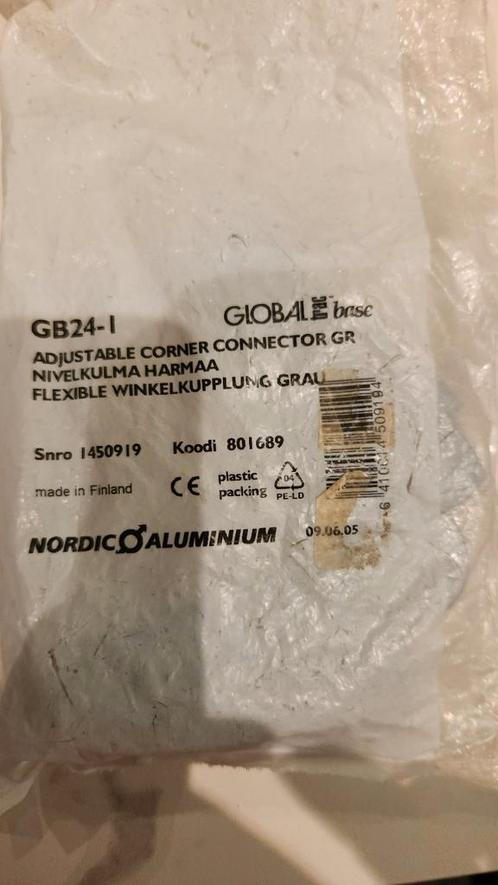 GB24-1
GLOBAL trac base
ADJUSTABLE CORNER CONNECTOR GR
NIVELKULMA HARMAA
FLEXIBLE WINKELKUPPLUNG GRAU
Snro 1450919 Koodi 801689
made in Finland CE plastic packing 04 PE-LD
NORDIC ALUMINIUM 09.06.05